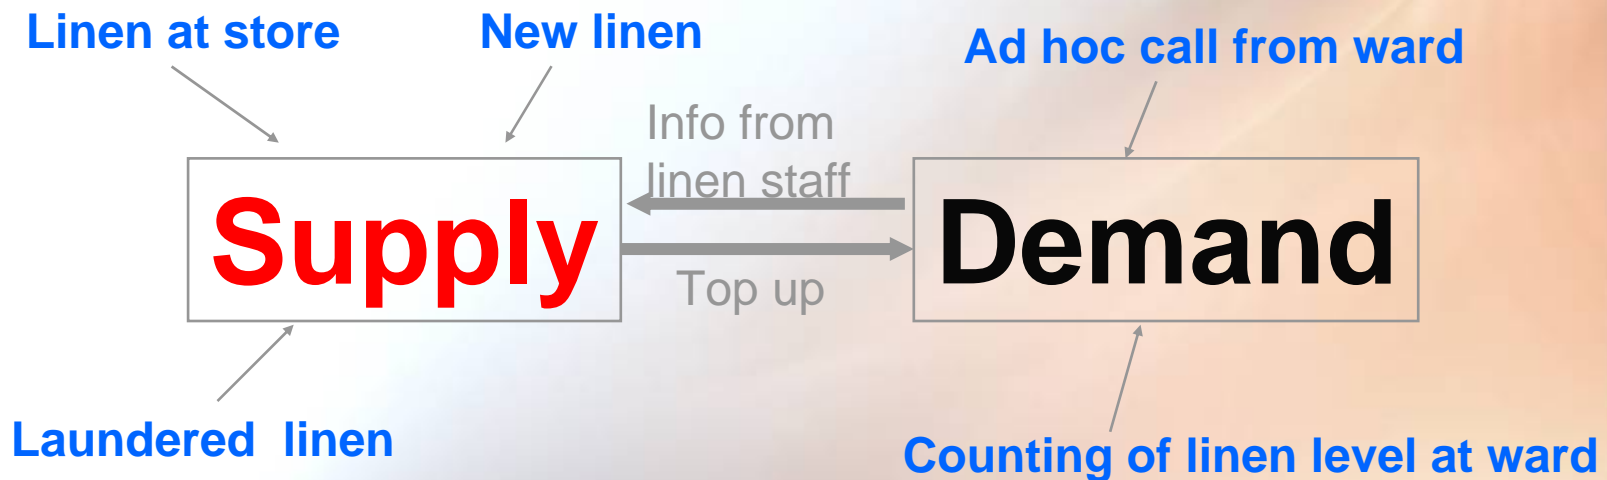 Linen at store
New linen
Ad hoc call from ward
Info from
linen staff
Supply
Demand
Top up
Laundered  linen
Counting of linen level at ward